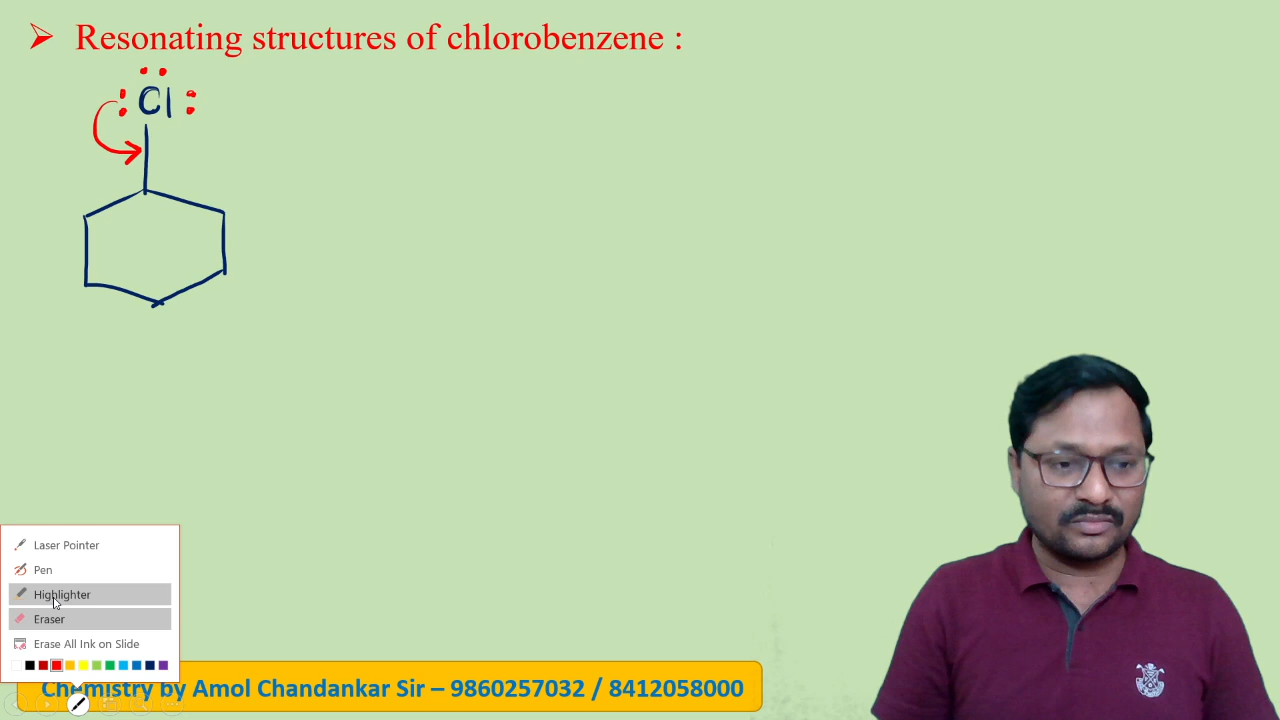 ➢ Resonating structures of chlorobenzene :
Cl
Laser Pointer
Pen
Highlighter
Eraser
Erase All Ink on Slide
Chemistry by Amol Chandankar Sir – 9860257032 / 8412058000